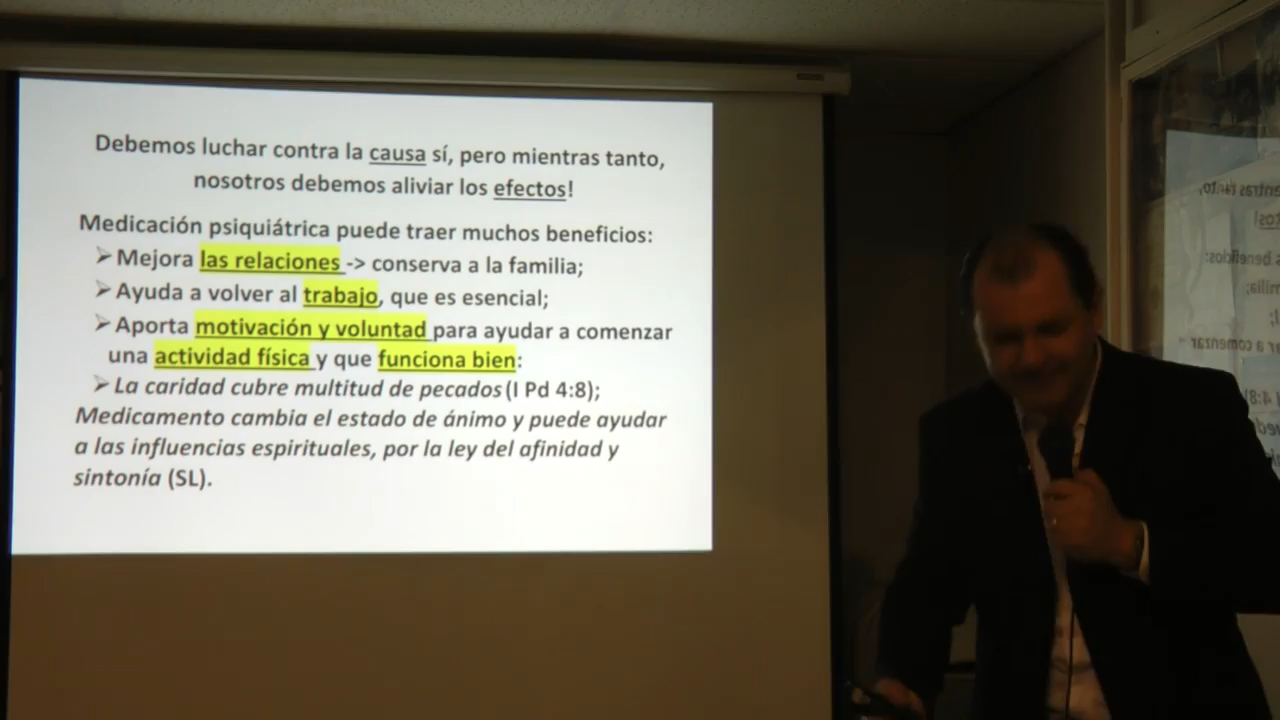 Debemos luchar contra la causa sí, pero mientras tanto,
nosotros debemos aliviar los efectos!
Medicación psiquiátrica puede traer muchos beneficios:
➢Mejora las relaciones -> conserva a la familia;
➢Ayuda a volver al trabajo, que es esencial;
➢Aporta motivación y voluntad para ayudar a comenzar
una actividad física y que funciona bien:
➢La caridad cubre multitud de pecados (I Pd 4:8);
Medicamento cambia el estado de ánimo y puede ayudar
a las influencias espirituales, por la ley del afinidad y
sintonía (SL).